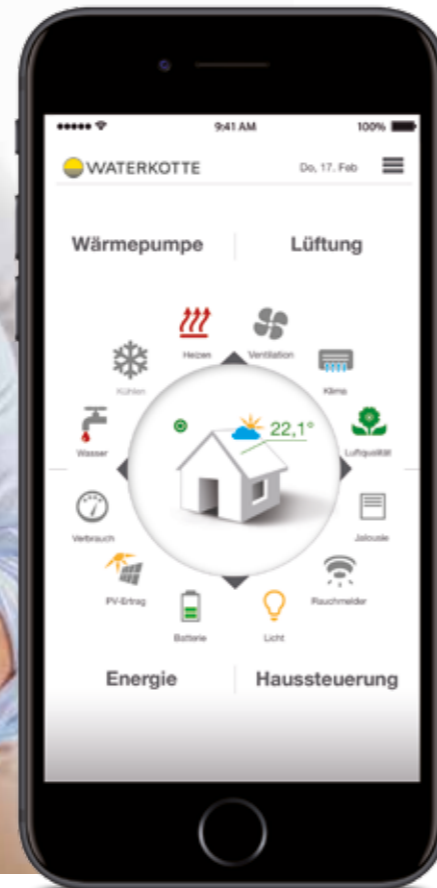 9:41 AM
100%
WATERKOTTE
Do, 17. Feb
Wärmepumpe
Lüftung
Heizen
Ventilation
Kühlen
Klima
Wasser
22,1°
Luftqualität
Verbrauch
Jalousie
PV-Ertrag
Rauchmelder
Batterie
Licht
Energie
Haussteuerung